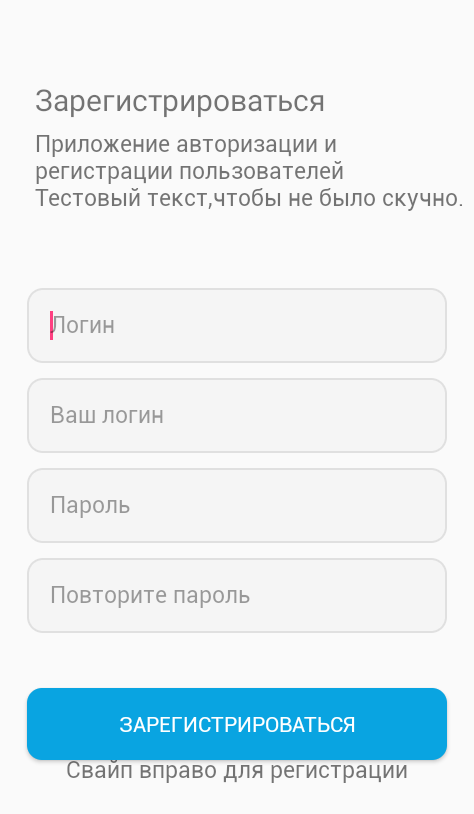 Зарегистрироваться
Приложение авторизации и
регистрации пользователей
Тестовый текст,чтобы не было скучно.
Логин
Ваш логин
Пароль
Повторите пароль
ЗАРЕГИСТРИРОВАТЬСЯ
Свайп вправо для регистрации